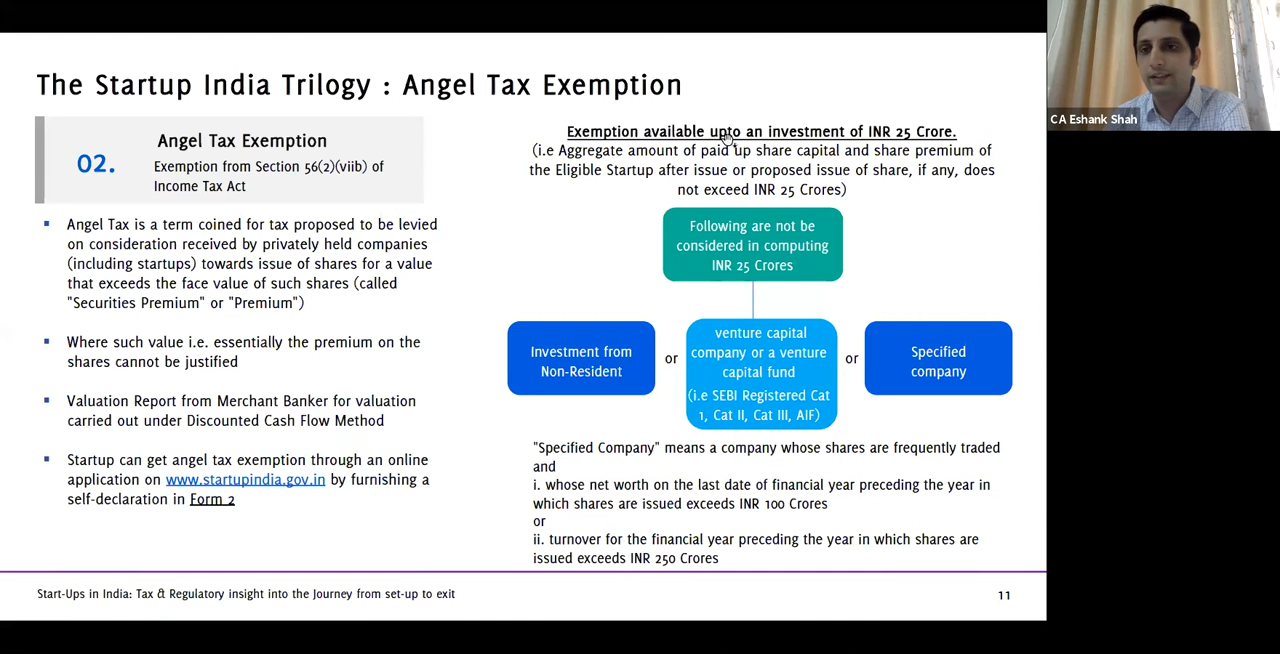 The Startup India Trilogy : Angel Tax Exemption
02.
Angel Tax Exemption
Exemption from Section 56(2)(viib) of
Income Tax Act
▪ Angel Tax is a term coined for tax proposed to be levied
on consideration received by privately held companies
(including startups) towards issue of shares for a value
that exceeds the face value of such shares (called
"Securities Premium" or "Premium")
▪ Where such value i.e. essentially the premium on the
shares cannot be justified
▪ Valuation Report from Merchant Banker for valuation
carried out under Discounted Cash Flow Method
▪ Startup can get angel tax exemption through an online
application on www.startupindia.gov.in by furnishing a
self-declaration in Form 2
Exemption available upto an investment of INR 25 Crore.
(i.e Aggregate amount of paid up share capital and share premium of
the Eligible Startup after issue or proposed issue of share, if any, does
not exceed INR 25 Crores)
Following are not be
considered in computing
INR 25 Crores
Investment from
Non-Resident
or
venture capital
company or a venture
capital fund
(i.e SEBI Registered Cat
1, Cat II, Cat III, AIF)
or
Specified
company
"Specified Company" means a company whose shares are frequently traded
and
i. whose net worth on the last date of financial year preceding the year in
which shares are issued exceeds INR 100 Crores
or
ii. turnover for the financial year preceding the year in which shares are
issued exceeds INR 250 Crores
Start-Ups in India: Tax & Regulatory insight into the Journey from set-up to exit
11
CA Eshank Shah